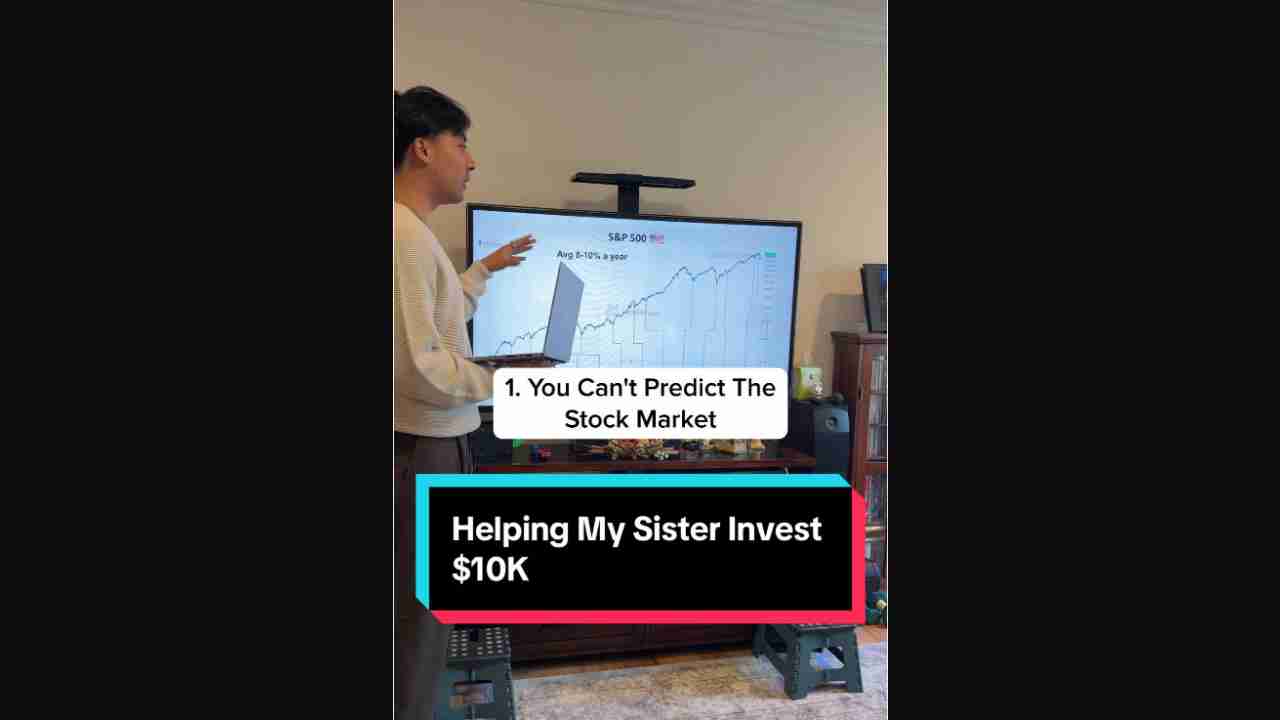 S&P 500
Avg 8-10% a year
1. You Can't Predict The
Stock Market
Helping My Sister Invest
$10K